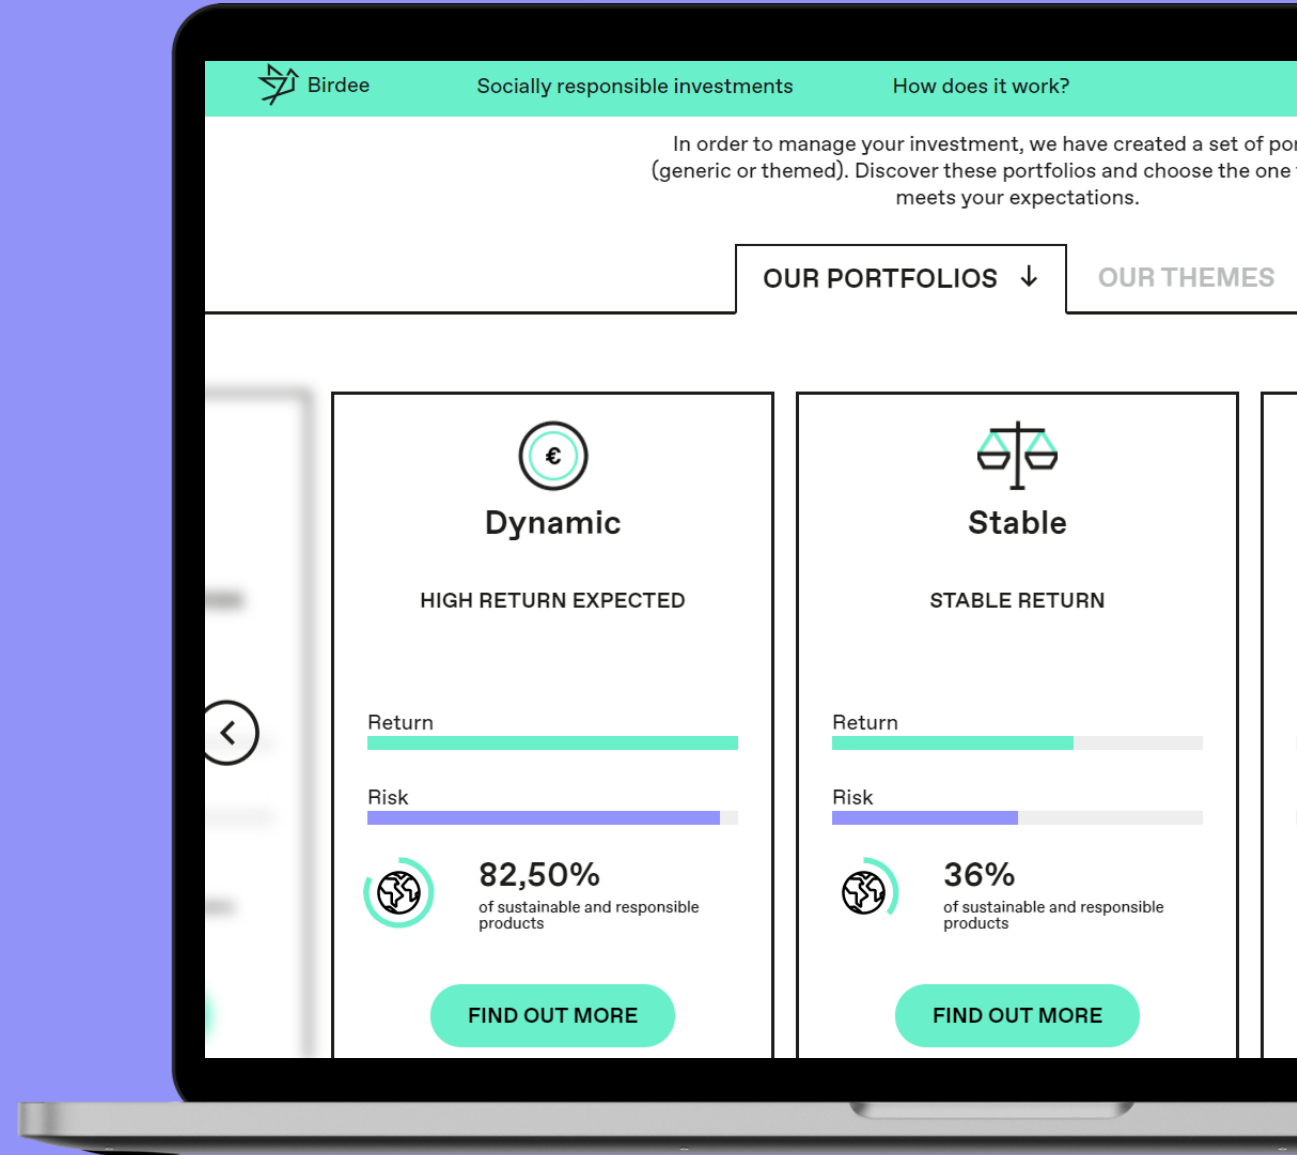 Birdee
Socially responsible investments
How does it work?
In order to manage your investment, we have created a set of
(generic or themed). Discover these portfolios and choose the one
meets your expectations.
OUR PORTFOLIOS ↓
OUR THEMES
€
Dynamic
HIGH RETURN EXPECTED
Return
Risk
82,50%
of sustainable and responsible
products
FIND OUT MORE
Stable
STABLE RETURN
Return
Risk
36%
of sustainable and responsible
products
FIND OUT MORE